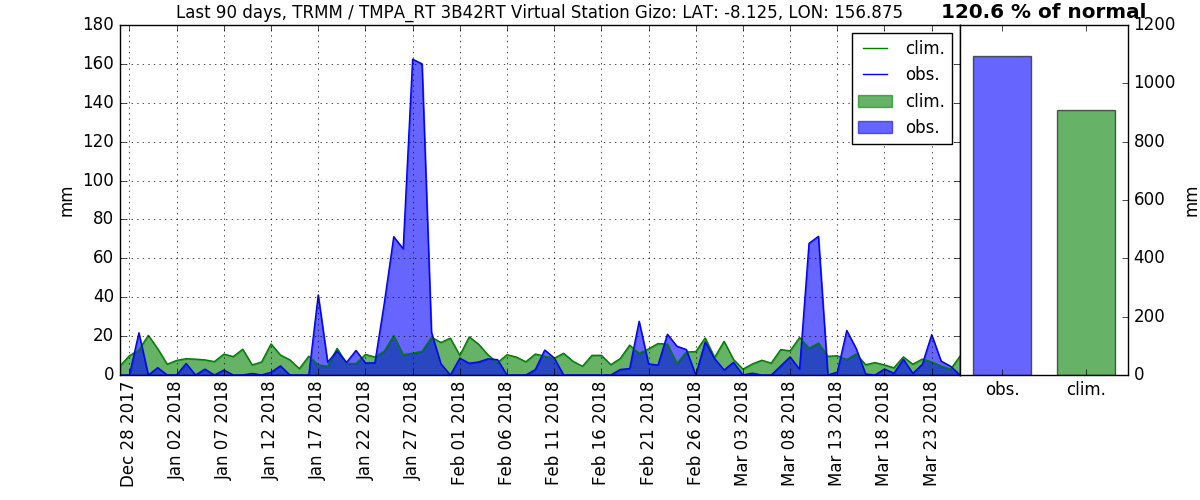 Last 90 days, TRMM / TMPA_RT 3B42RT Virtual Station Gizo: LAT: -8.125, LON: 156.875
120.6 % of normal
180
160
140
120
100
80
60
40
20
0
mm
clim.
obs.
clim.
obs.
1200
1000
800
600
400
200
0
mm
Dec 28 2017
Jan 02 2018
Jan 07 2018
Jan 12 2018
Jan 17 2018
Jan 22 2018
Jan 27 2018
Feb 01 2018
Feb 06 2018
Feb 11 2018
Feb 16 2018
Feb 21 2018
Feb 26 2018
Mar 03 2018
Mar 08 2018
Mar 13 2018
Mar 18 2018
Mar 23 2018
obs.
clim.